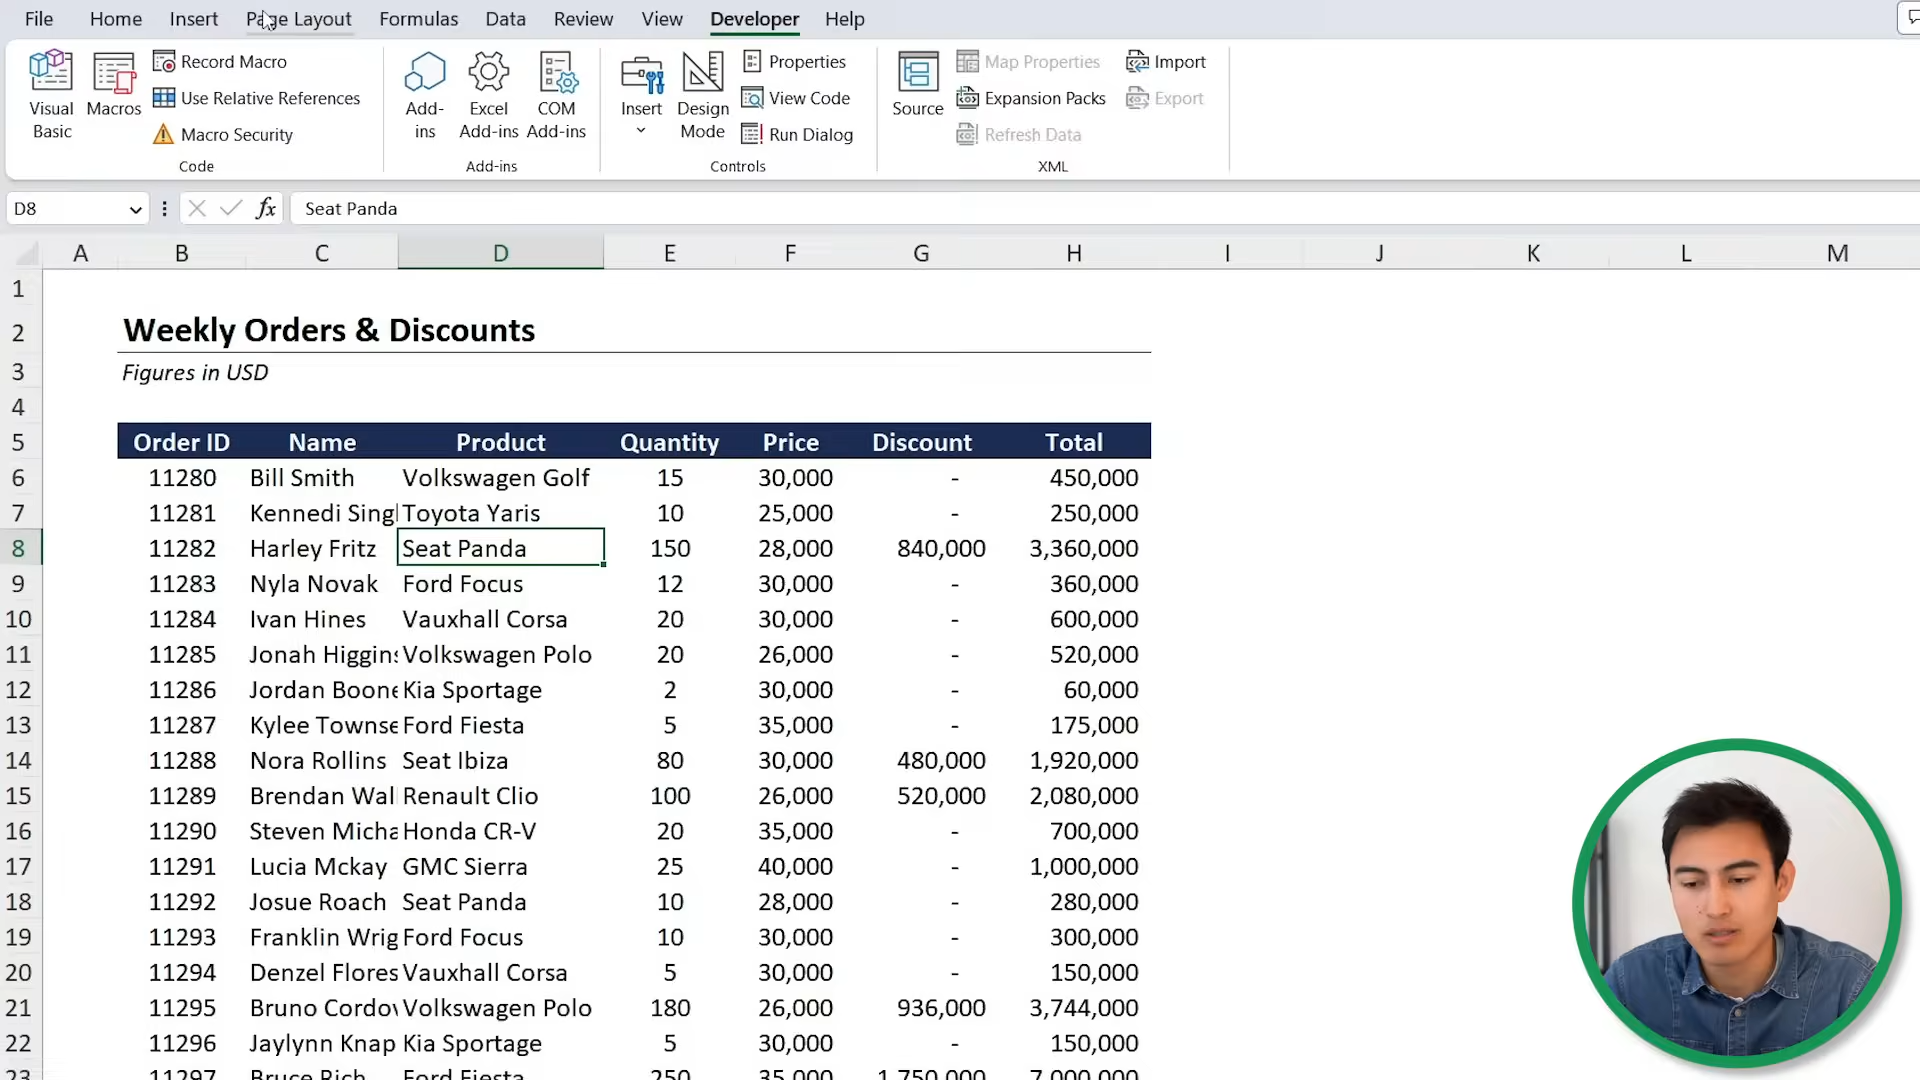 File Home Insert Page Layout Formulas Data Review View Developer Help
Visual Basic
Macros
Record Macro
Use Relative References
Macro Security
Code
Add-ins
Excel Add-ins
COM Add-ins
Add-ins
Insert
Design Mode
Properties
View Code
Run Dialog
Controls
Source
Map Properties
Expansion Packs
Refresh Data
Import
Export
XML
D8 fx Seat Panda
A B C D E F G H I J K L M
1
2 Weekly Orders & Discounts
3 Figures in USD
4
5 Order ID Name Product Quantity Price Discount Total
6 11280 Bill Smith Volkswagen Golf 15 30,000 - 450,000
7 11281 Kennedi Sing Toyota Yaris 10 25,000 - 250,000
8 11282 Harley Fritz Seat Panda 150 28,000 840,000 3,360,000
9 11283 Nyla Novak Ford Focus 12 30,000 - 360,000
10 11284 Ivan Hines Vauxhall Corsa 20 30,000 - 600,000
11 11285 Jonah Higgins Volkswagen Polo 20 26,000 - 520,000
12 11286 Jordan Boone Kia Sportage 2 30,000 - 60,000
13 11287 Kylee Townse Ford Fiesta 5 35,000 - 175,000
14 11288 Nora Rollins Seat Ibiza 80 30,000 480,000 1,920,000
15 11289 Brendan Wal Renault Clio 100 26,000 520,000 2,080,000
16 11290 Steven Micha Honda CR-V 20 35,000 - 700,000
17 11291 Lucia Mckay GMC Sierra 25 40,000 - 1,000,000
18 11292 Josue Roach Seat Panda 10 28,000 - 280,000
19 11293 Franklin Wrig Ford Focus 10 30,000 - 300,000
20 11294 Denzel Flores Vauxhall Corsa 5 30,000 - 150,000
21 11295 Bruno Cordov Volkswagen Polo 180 26,000 936,000 3,744,000
22 11296 Jaylynn Knap Kia Sportage 5 30,000 - 150,000
23 11297 Bruce Rich Ford Fiesta 250 35,000 1,750,000 7,000,000